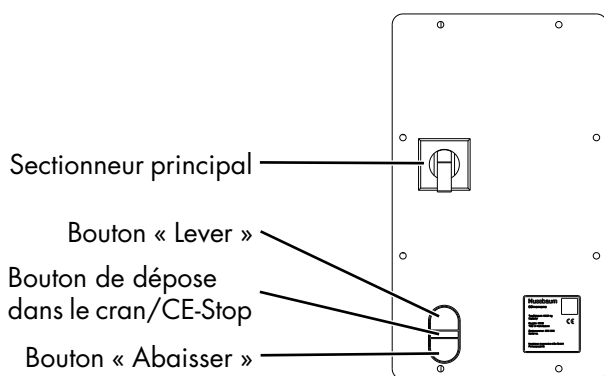 Sectionneur principal
Bouton « Lever »
Bouton de dépose
dans le cran/CE-Stop
Bouton « Abaisser »
Nussbaum
CE